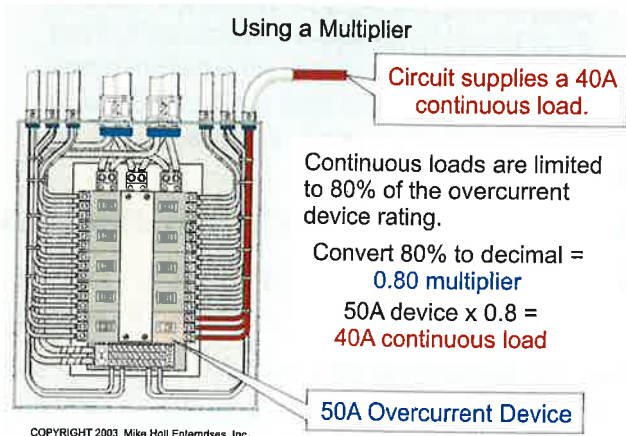 Using a Multiplier
Circuit supplies a 40A
continuous load.
Continuous loads are limited
to 80% of the overcurrent
device rating.
Convert 80% to decimal =
0.80 multiplier
50A device x 0.8 =
40A continuous load
50A Overcurrent Device
COPYRIGHT 2003 Mike Holt Enterprises, Inc.